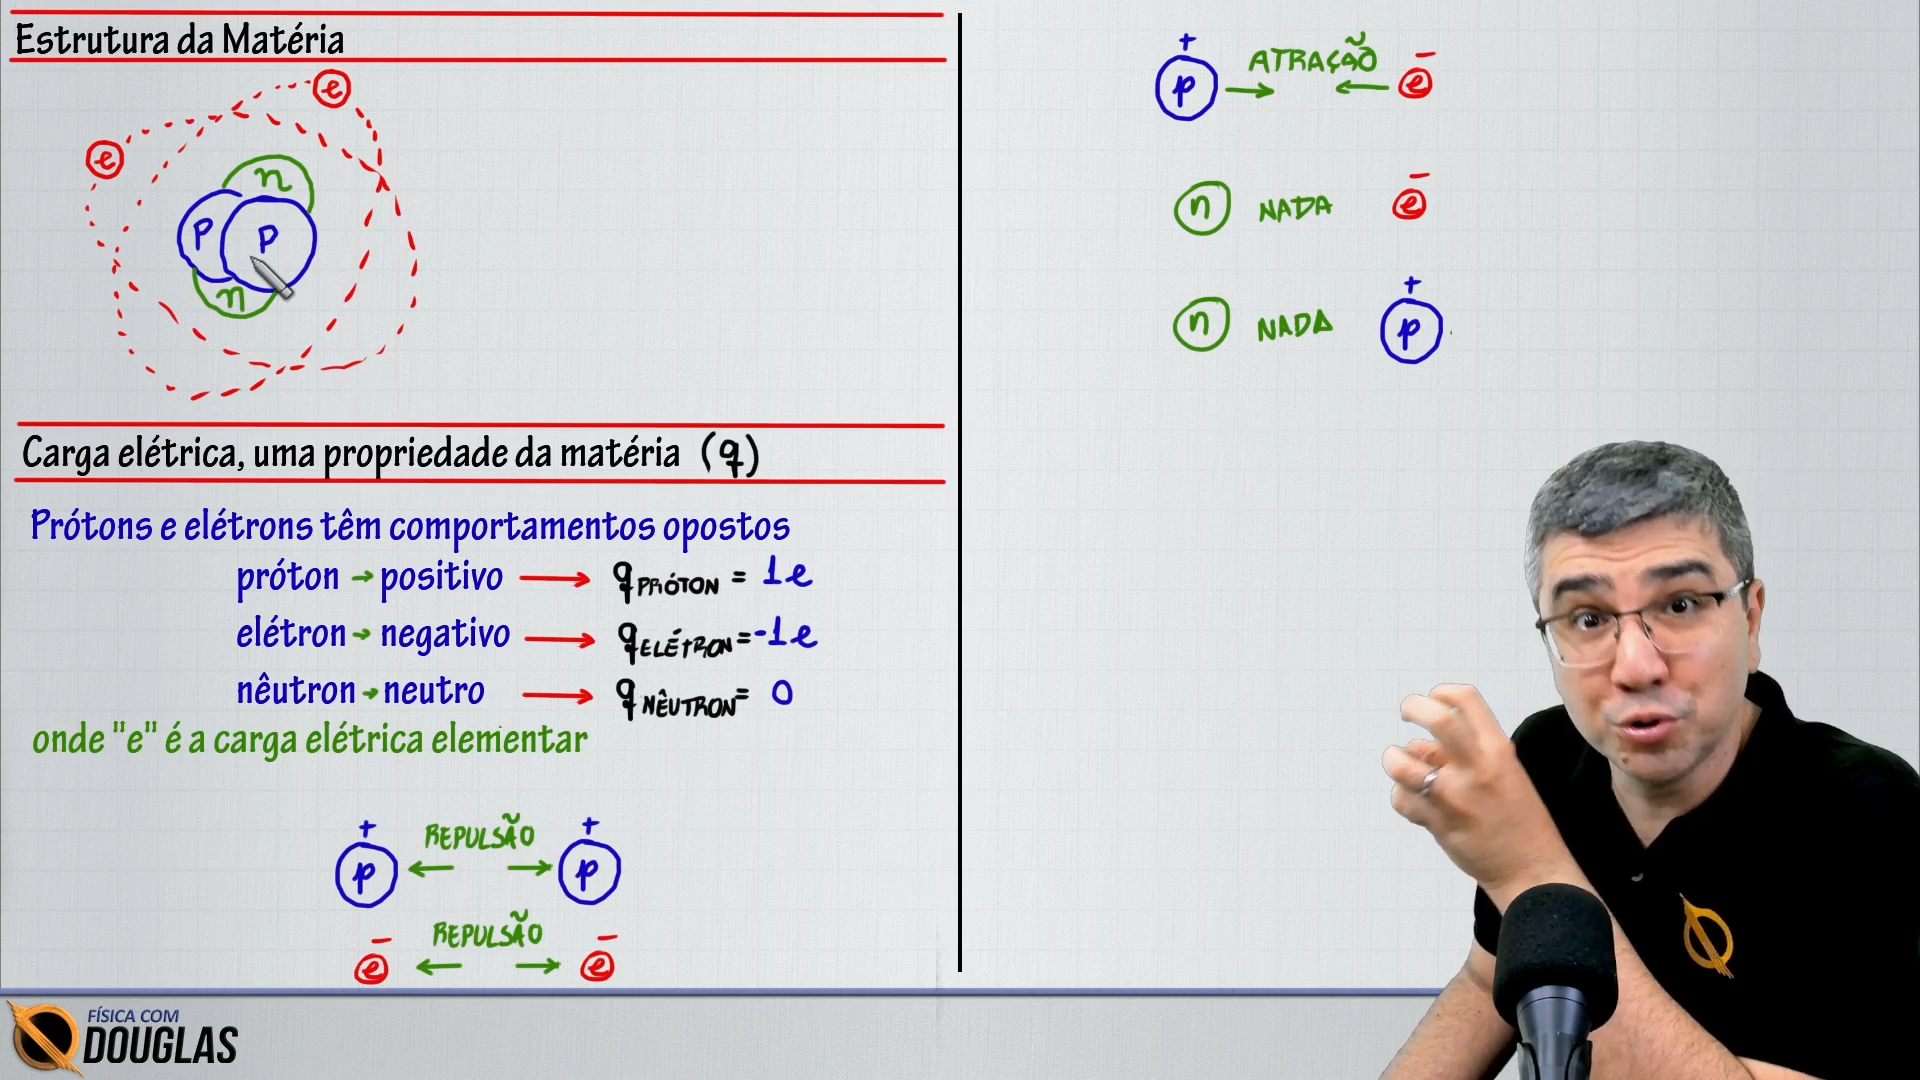 Estrutura da Matéria
e
e
n
p p
n
Carga elétrica, uma propriedade da matéria (q)
Prótons e elétrons têm comportamentos opostos
próton → positivo → qPRÓTON = 1e
elétron → negativo → qELÉTRON = -1e
nêutron → neutro → qNÊUTRON = 0
onde "e" é a carga elétrica elementar
+ REPULSÃO +
p ← → p
- REPULSÃO -
e ← → e
+ ATRAÇÃO -
p → ← e
-
n NADA e
+
n NADA p
FÍSICA COM
DOUGLAS